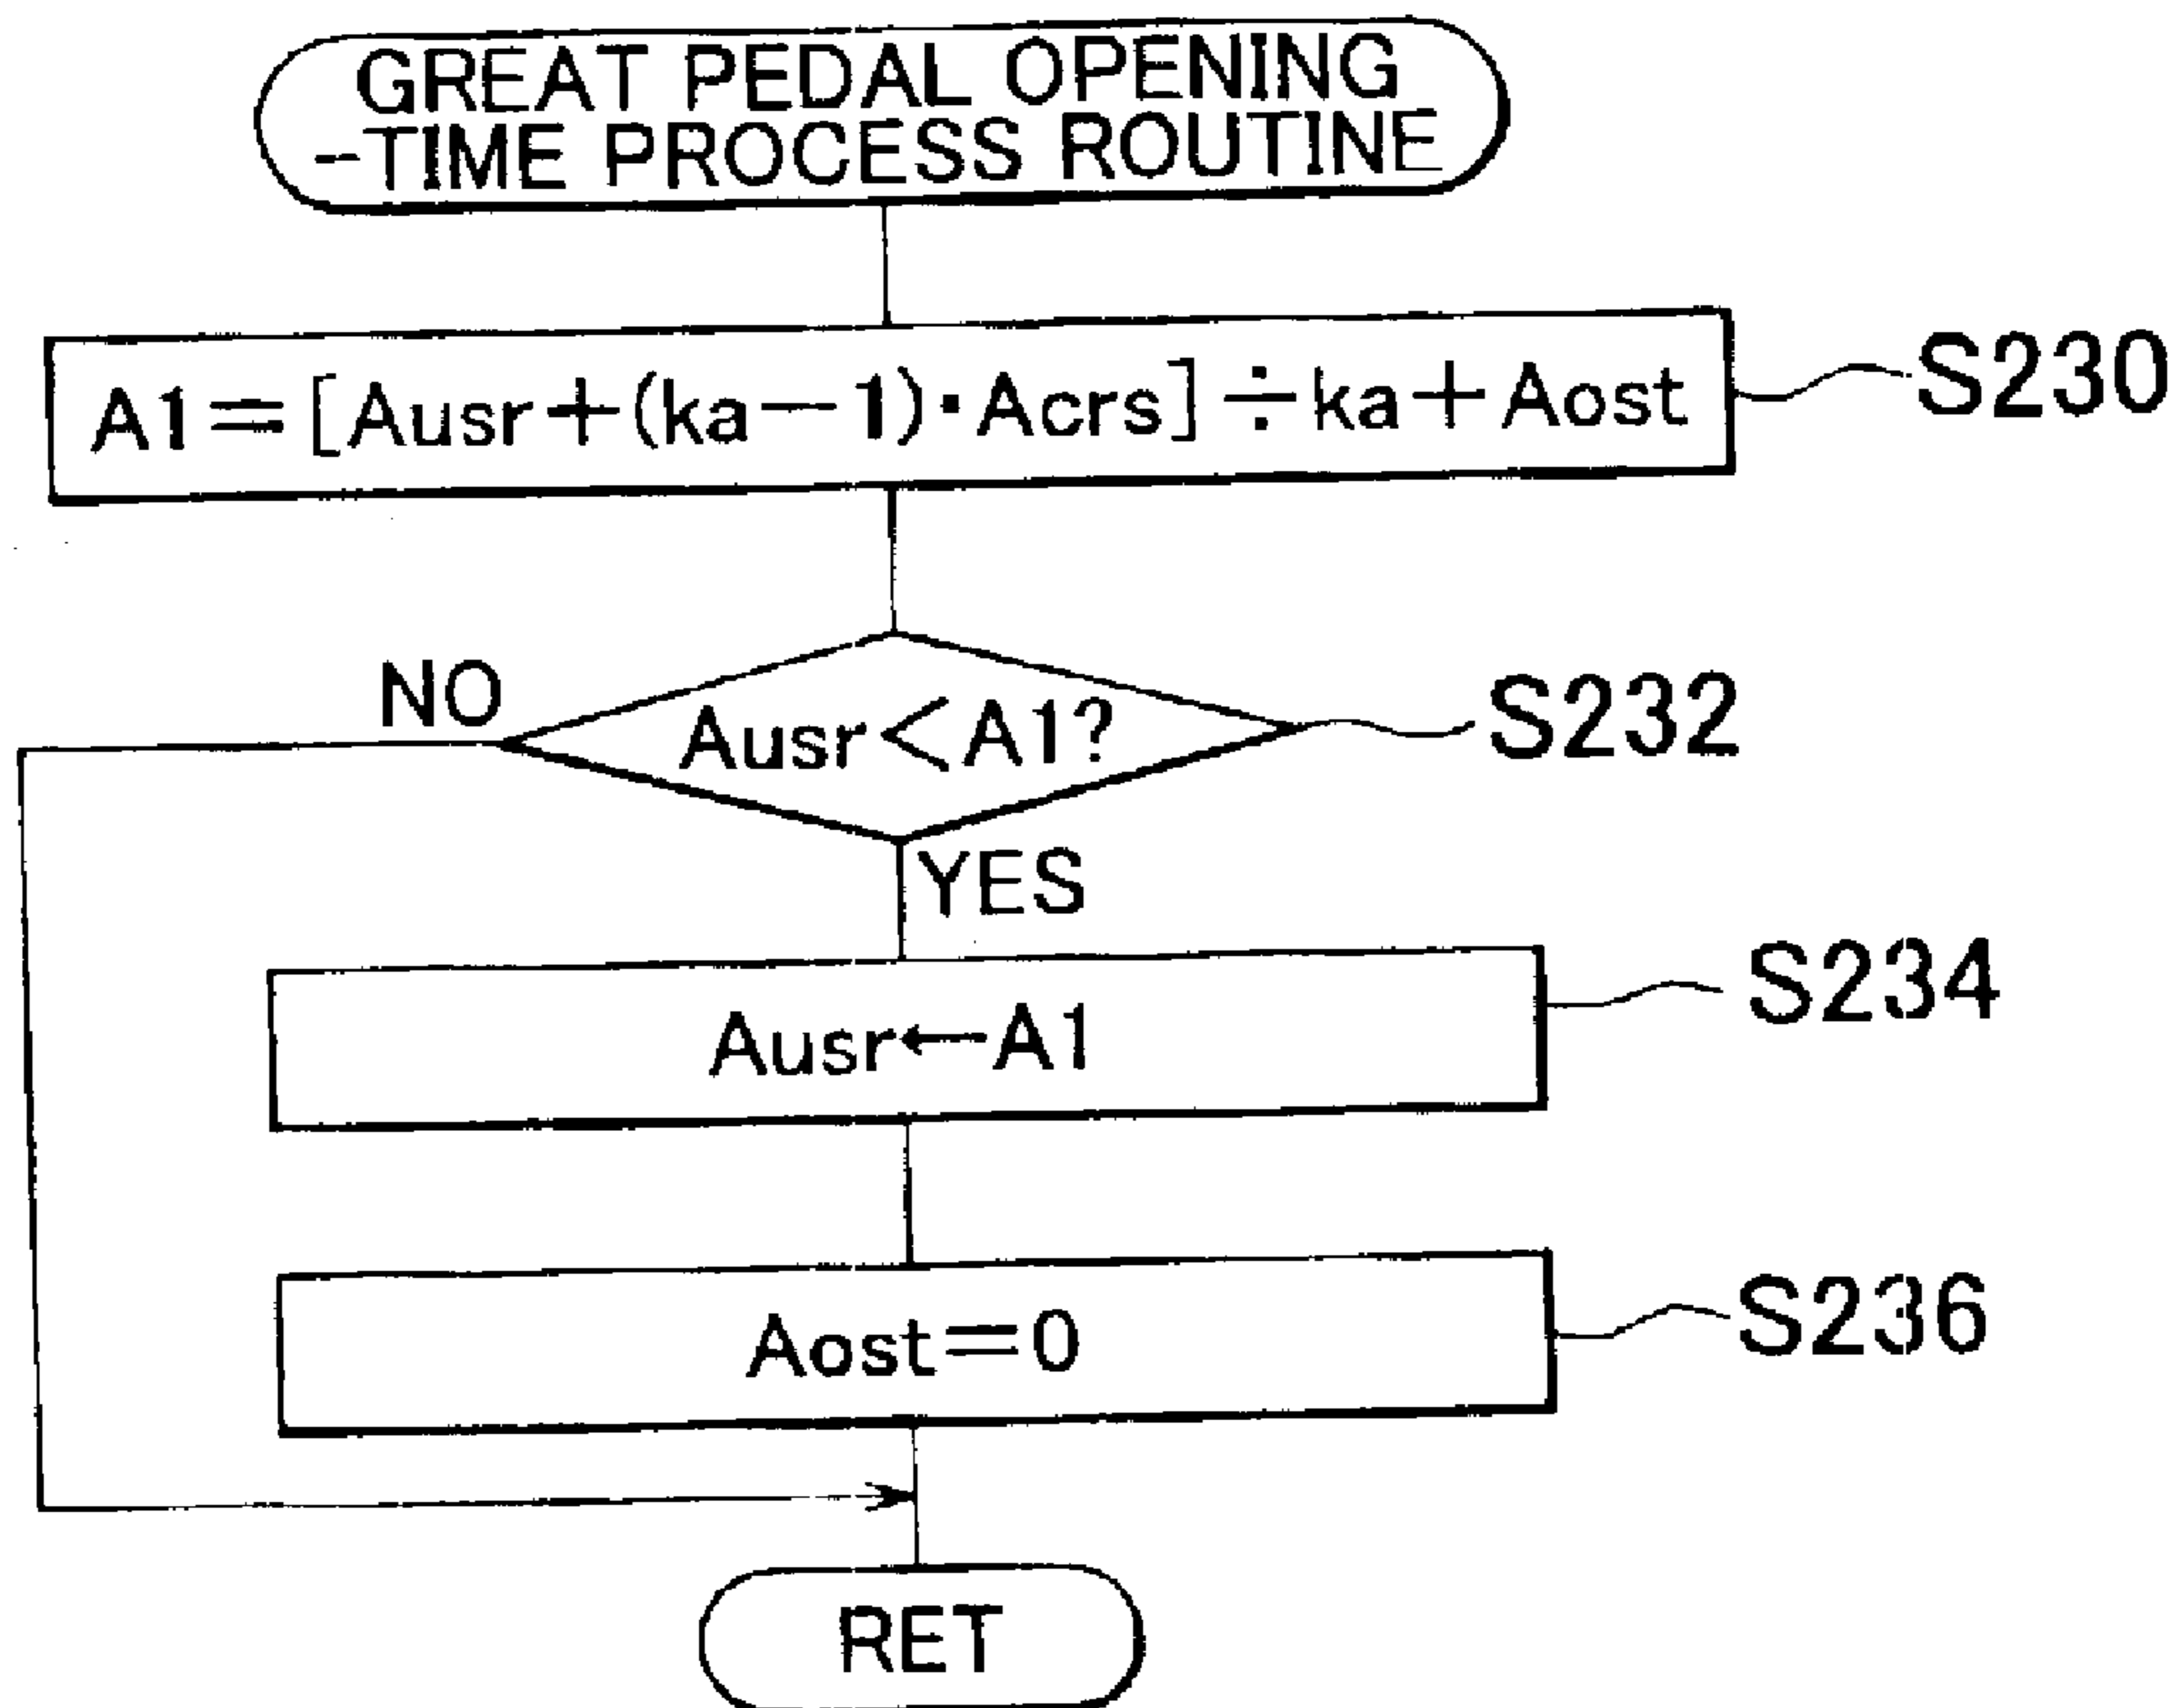 GREAT PEDAL OPENING
-TIME PROCESS ROUTINE
A1=[Ausr+(ka-1)·Acrs]÷ka+Aost
S230
NO
Ausr<A1?
S232
YES
Ausr←A1
S234
Aost=0
S236
RET